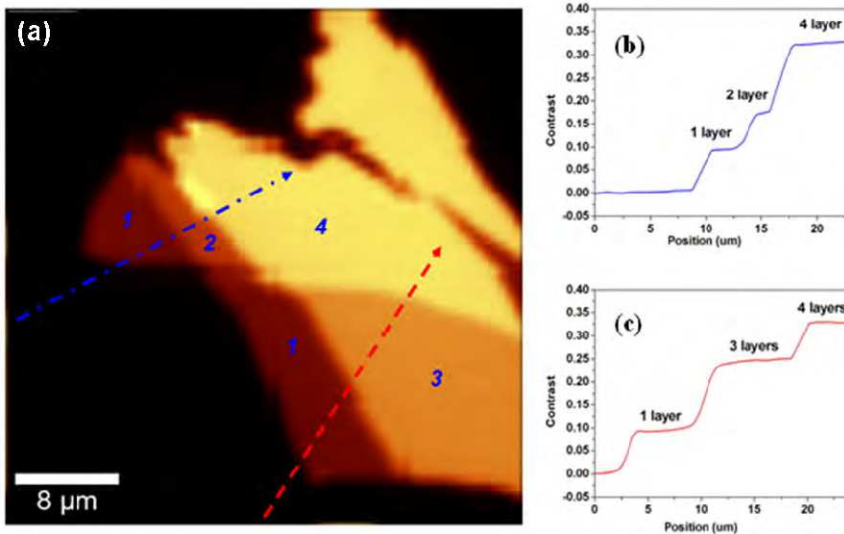 (a)
1
2
4
1
3
8 µm
(b)
4 layer
2 layer
1 layer
0.40
0.35
0.30
0.25
0.20
0.15
0.10
0.05
0.00
-0.05
Contrast
0 5 10 15 20
Position (um)
(c)
4 layers
3 layers
1 layer
0.40
0.35
0.30
0.25
0.20
0.15
0.10
0.05
0.00
-0.05
Contrast
0 5 10 15 20
Position (um)